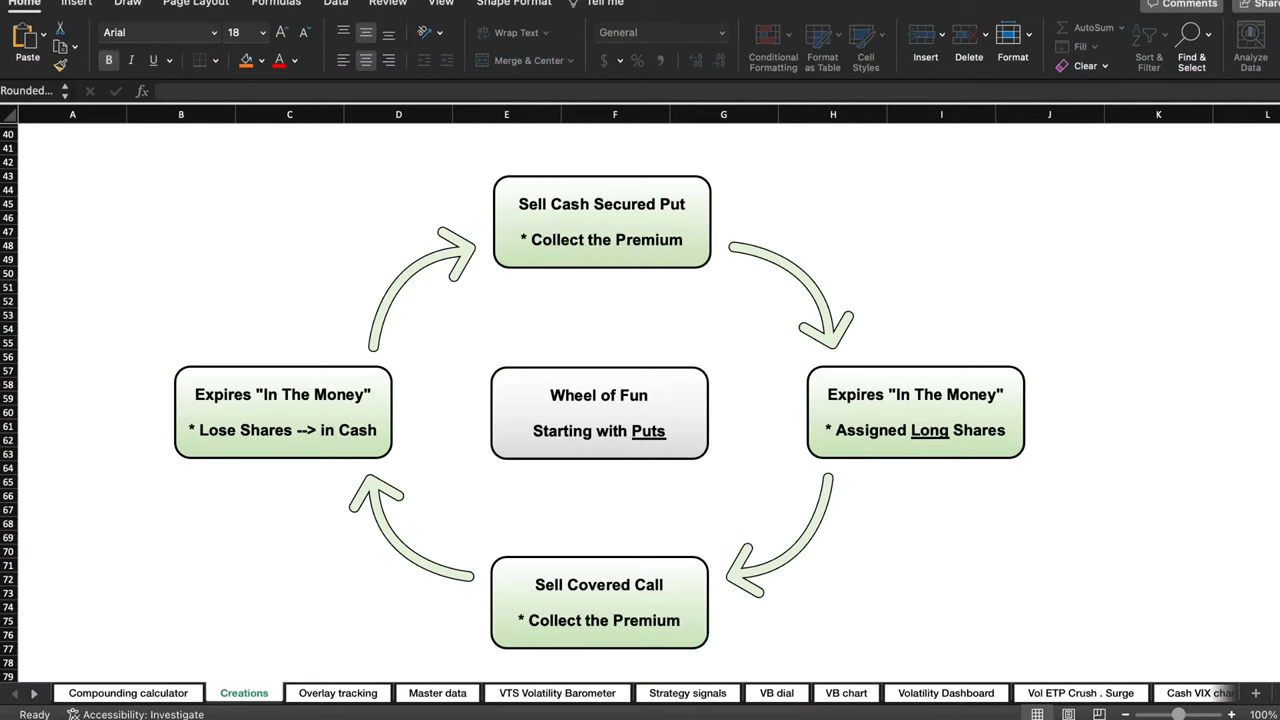 Home Insert Draw Page Layout Formulas Data Review View Shape Format Tell me Comments Share
Paste
Arial 18
B I U A
Wrap Text
Merge & Center
General
$ %
Conditional Formatting
Format as Table
Cell Styles
Insert
Delete
Format
AutoSum
Fill
Clear
Sort & Filter
Find & Select
Analyze Data
Rounded... fx
A B C D E F G H I J K L
40
41
42
43
44
45
46
47
48
49
50
51
52
53
54
55
56
57
58
59
60
61
62
63
64
65
66
67
68
69
70
71
72
73
74
75
76
77
78
79
Sell Cash Secured Put
* Collect the Premium
Expires "In The Money"
* Lose Shares --> in Cash
Wheel of Fun
Starting with Puts
Expires "In The Money"
* Assigned Long Shares
Sell Covered Call
* Collect the Premium
Compounding calculator Creations Overlay tracking Master data VTS Volatility Barometer Strategy signals VB dial VB chart Volatility Dashboard Vol ETP Crush . Surge Cash VIX
Ready Accessibility: Investigate 100%